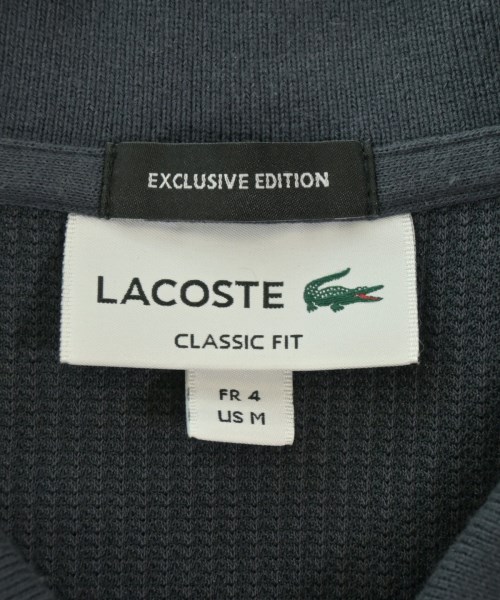 EXCLUSIVE EDITION
LACOSTE
CLASSIC FIT
FR 4
US M